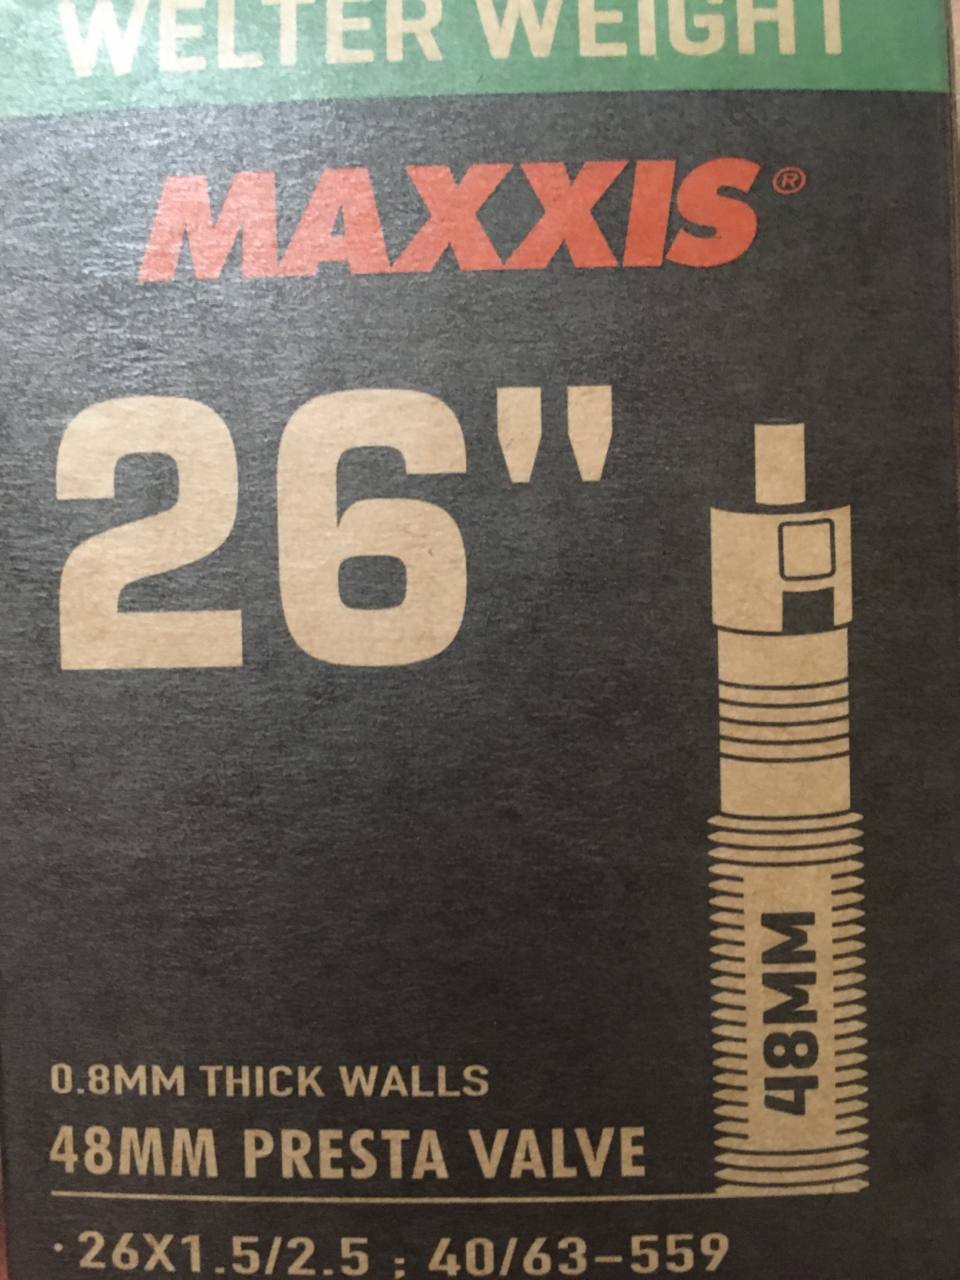 WELTER WEIGHT
MAXXIS®
26"
48MM
0.8MM THICK WALLS
48MM PRESTA VALVE
·26X1.5/2.5 ; 40/63-559